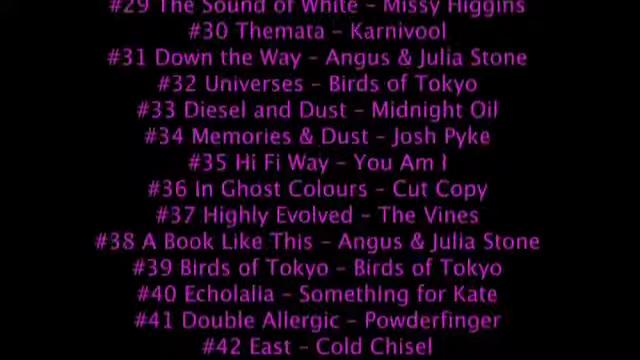 #29 The Sound of White – Missy Higgins
#30 Themata – Karnivool
#31 Down the Way – Angus & Julia Stone
#32 Universes – Birds of Tokyo
#33 Diesel and Dust – Midnight Oil
#34 Memories & Dust – Josh Pyke
#35 Hi Fi Way – You Am I
#36 In Ghost Colours – Cut Copy
#37 Highly Evolved – The Vines
#38 A Book Like This – Angus & Julia Stone
#39 Birds of Tokyo – Birds of Tokyo
#40 Echolalia – Something for Kate
#41 Double Allergic – Powderfinger
#42 East – Cold Chisel